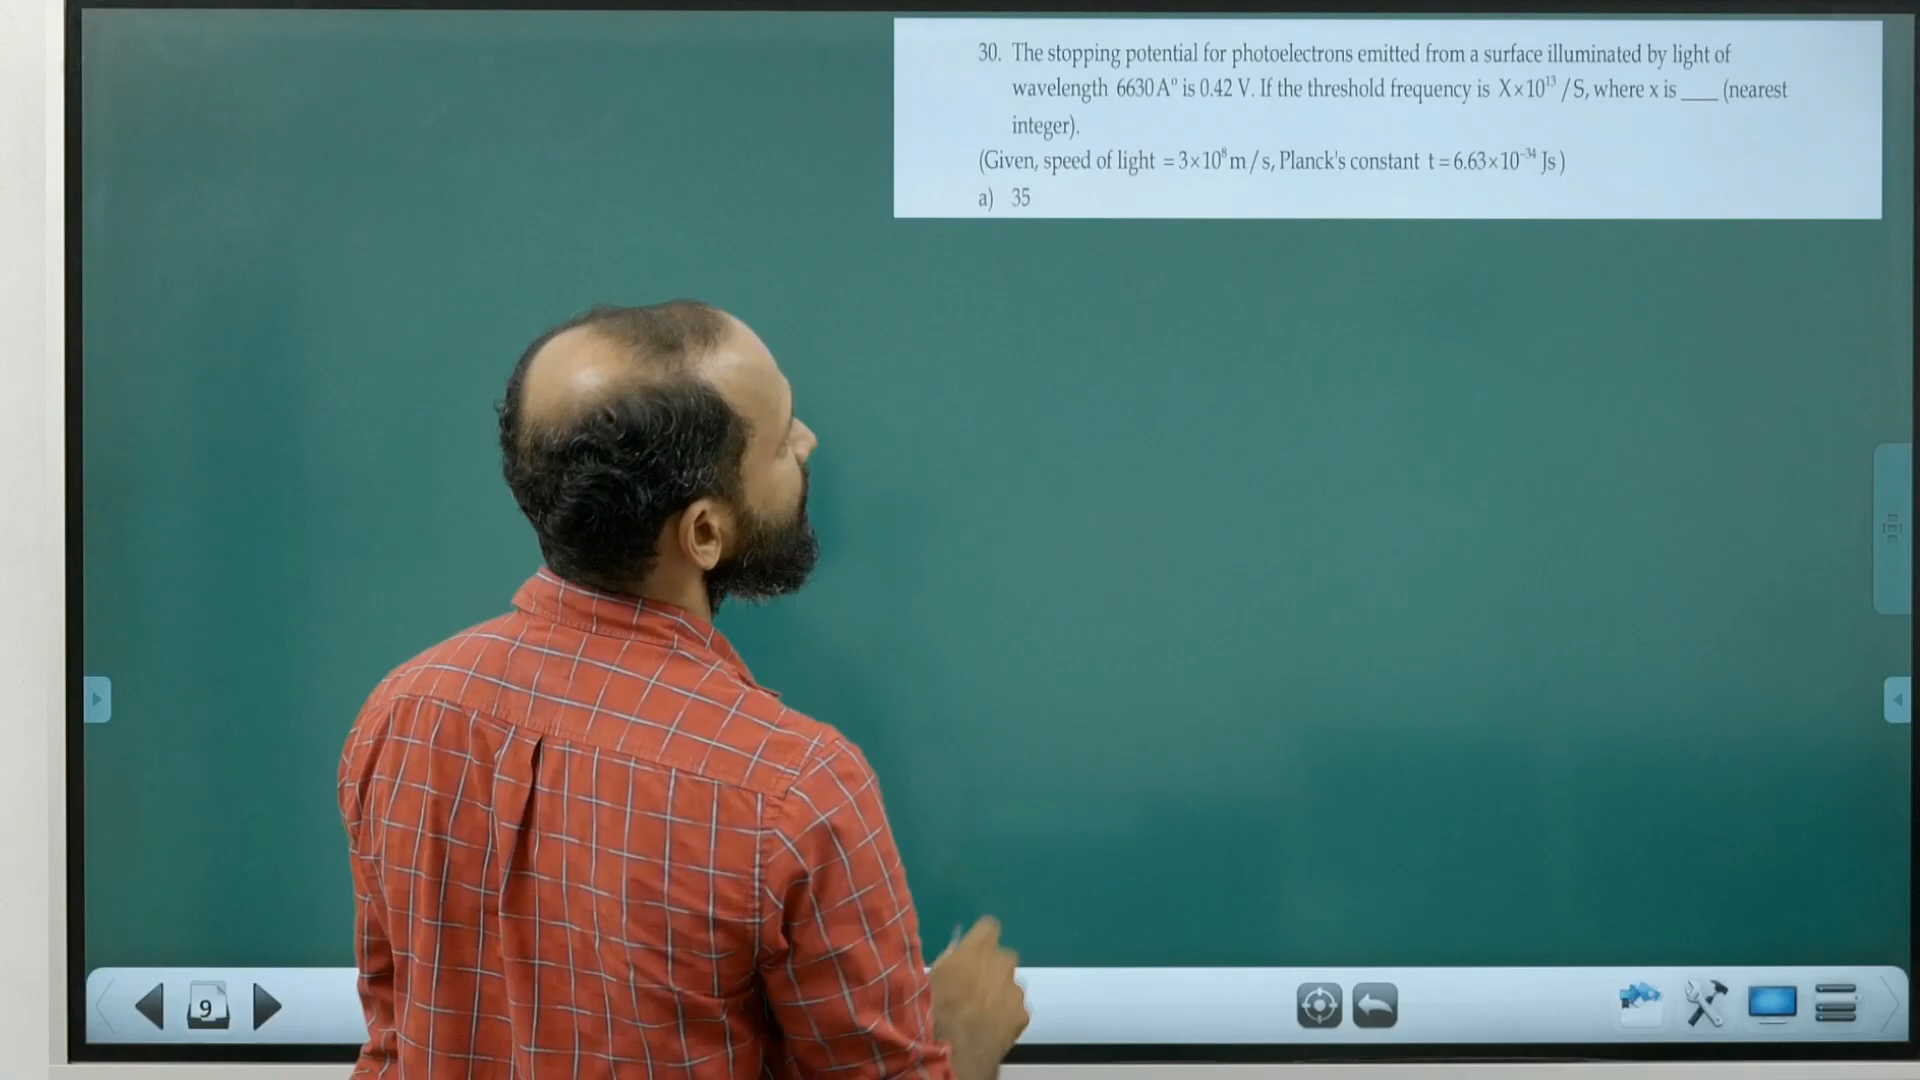 30. The stopping potential for photoelectrons emitted from a surface illuminated by light of
wavelength 6630 A° is 0.42 V. If the threshold frequency is X×10¹³ /S, where x is ____ (nearest
integer).
(Given, speed of light = 3×10⁸ m/s, Planck's constant t = 6.63×10⁻³⁴ Js)
a) 35
9